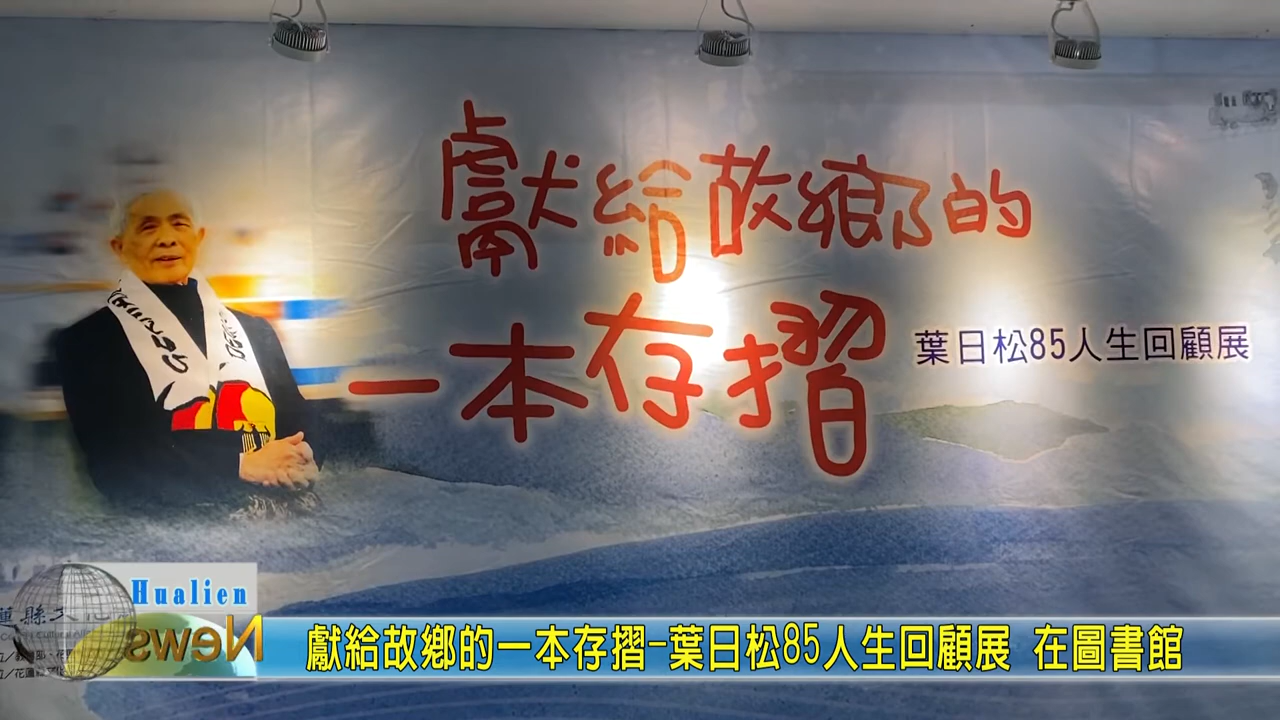 獻給故鄉的
一本存摺
葉日松85人生回顧展
Hualien
News
獻給故鄉的一本存摺-葉日松85人生回顧展 在圖書館